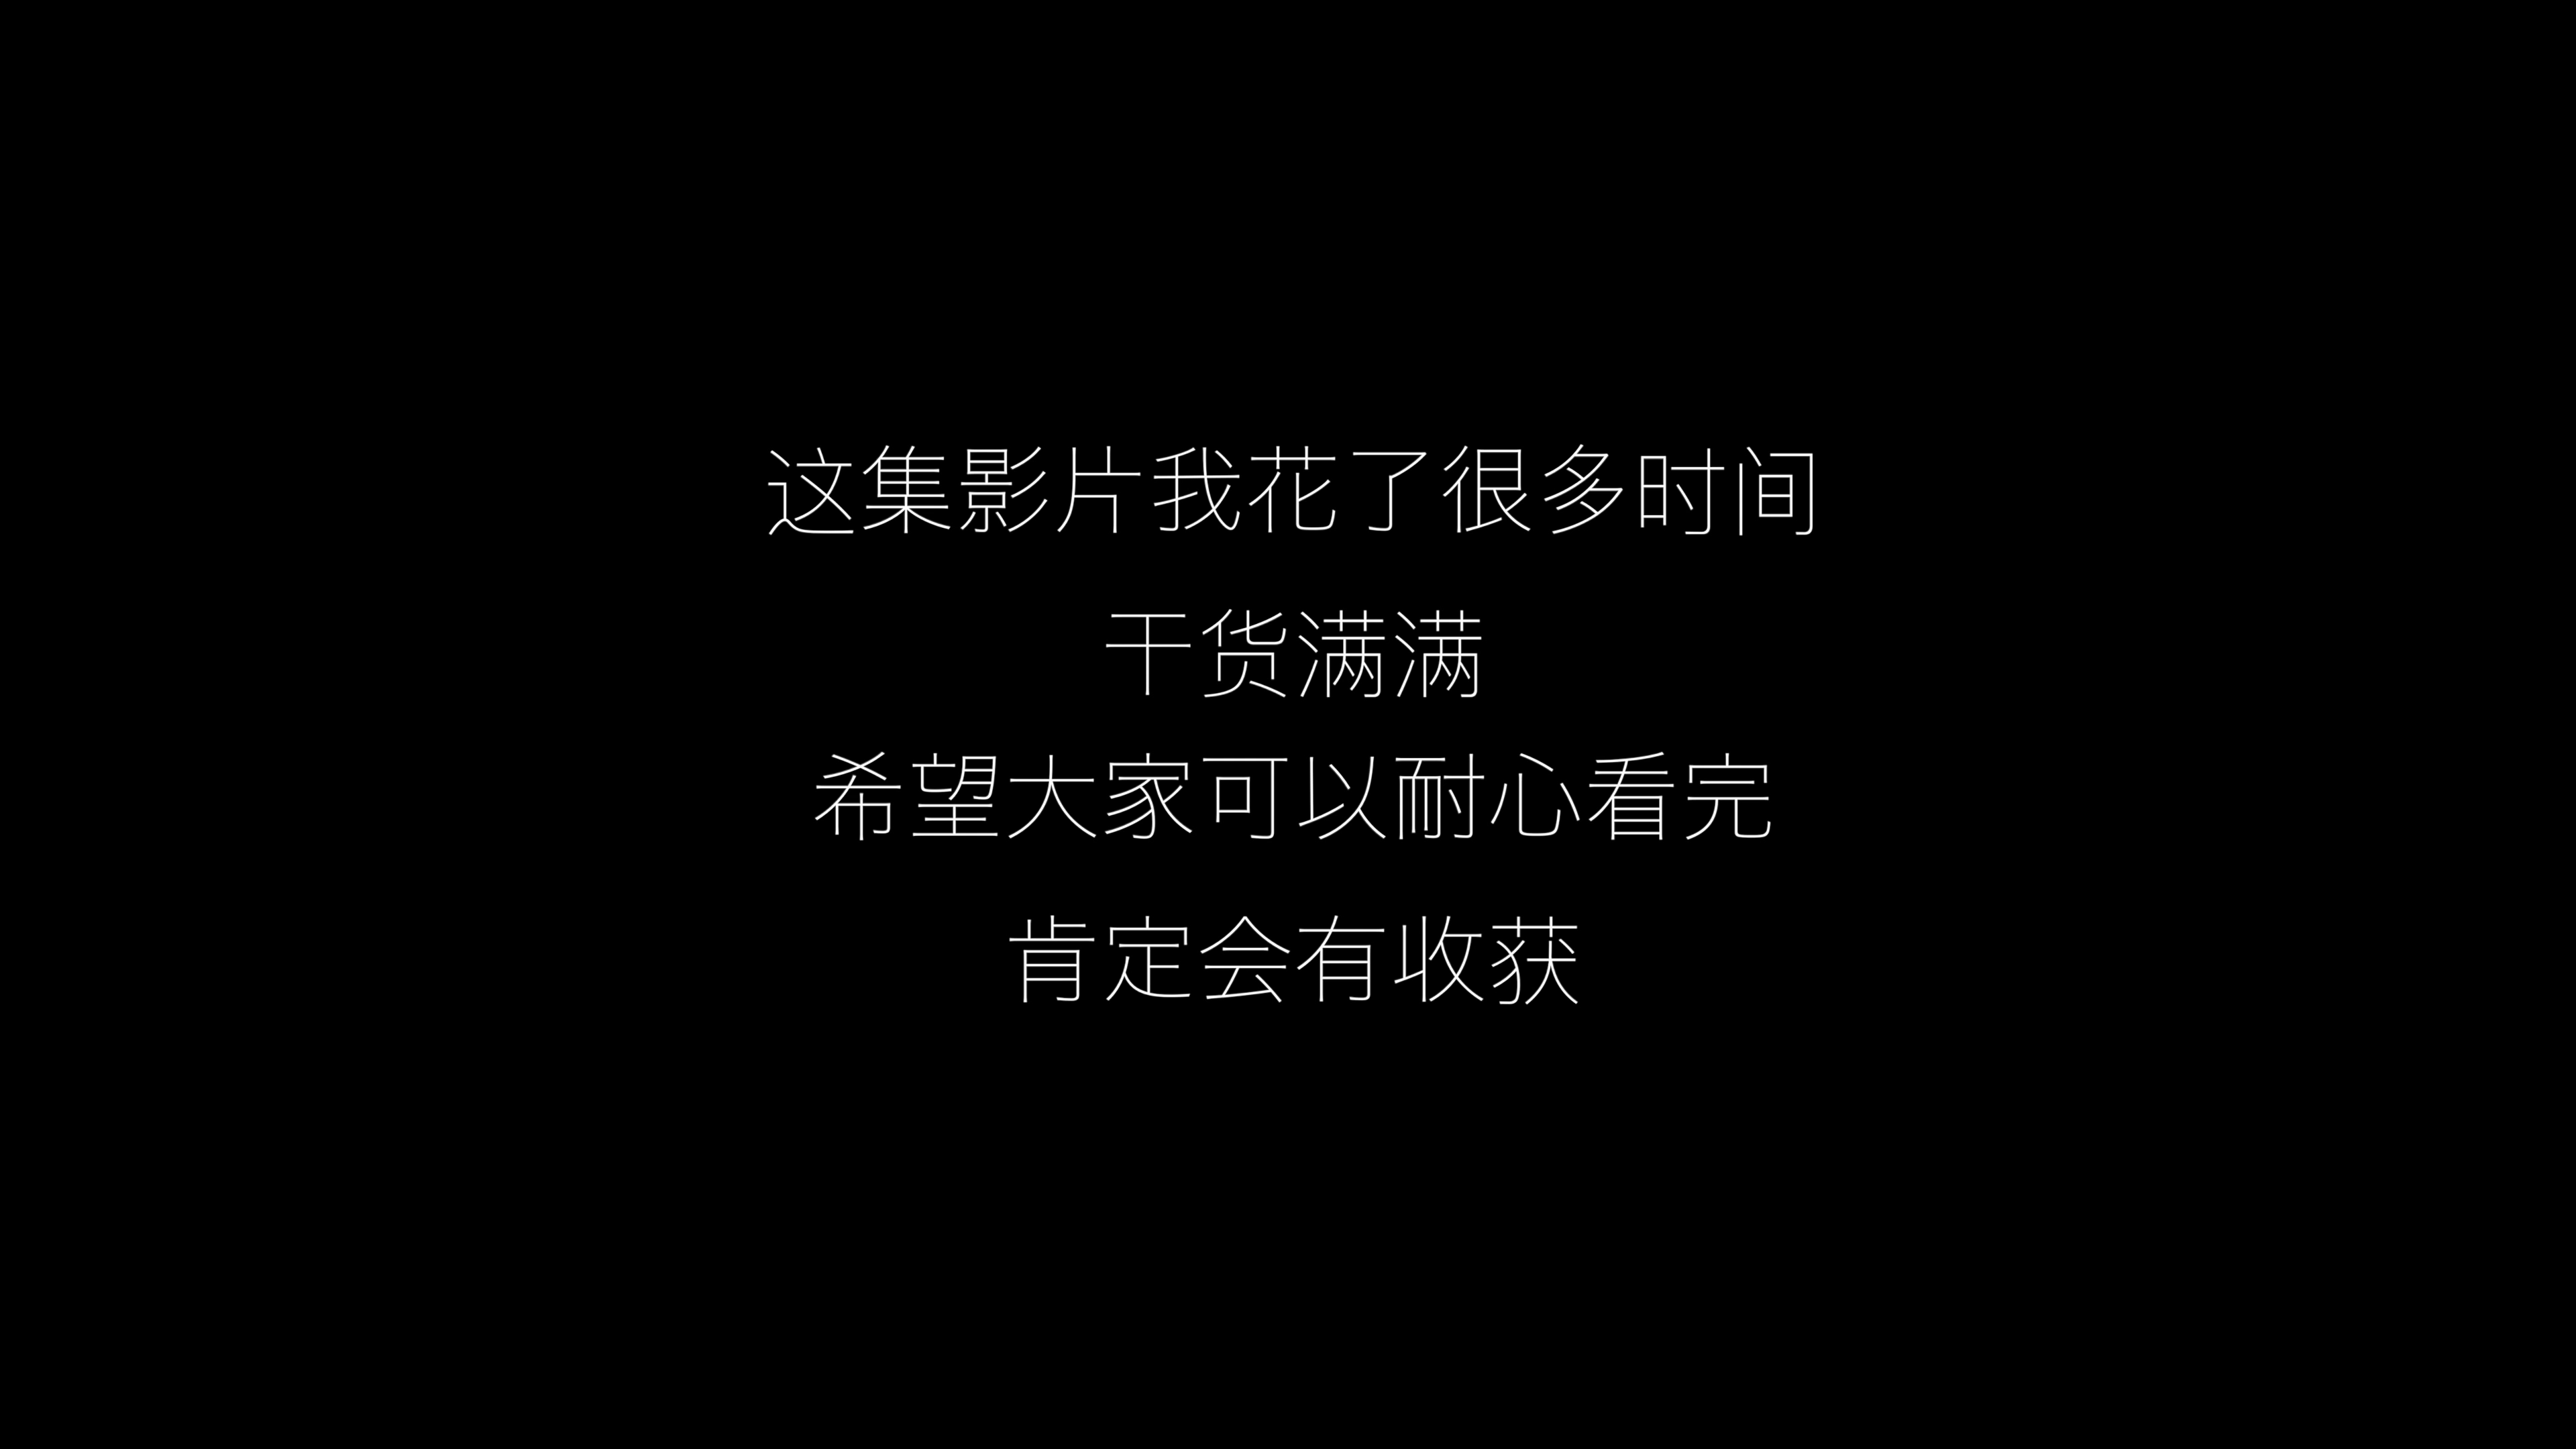 这集影片我花了很多时间
干货满满
希望大家可以耐心看完
肯定会有收获